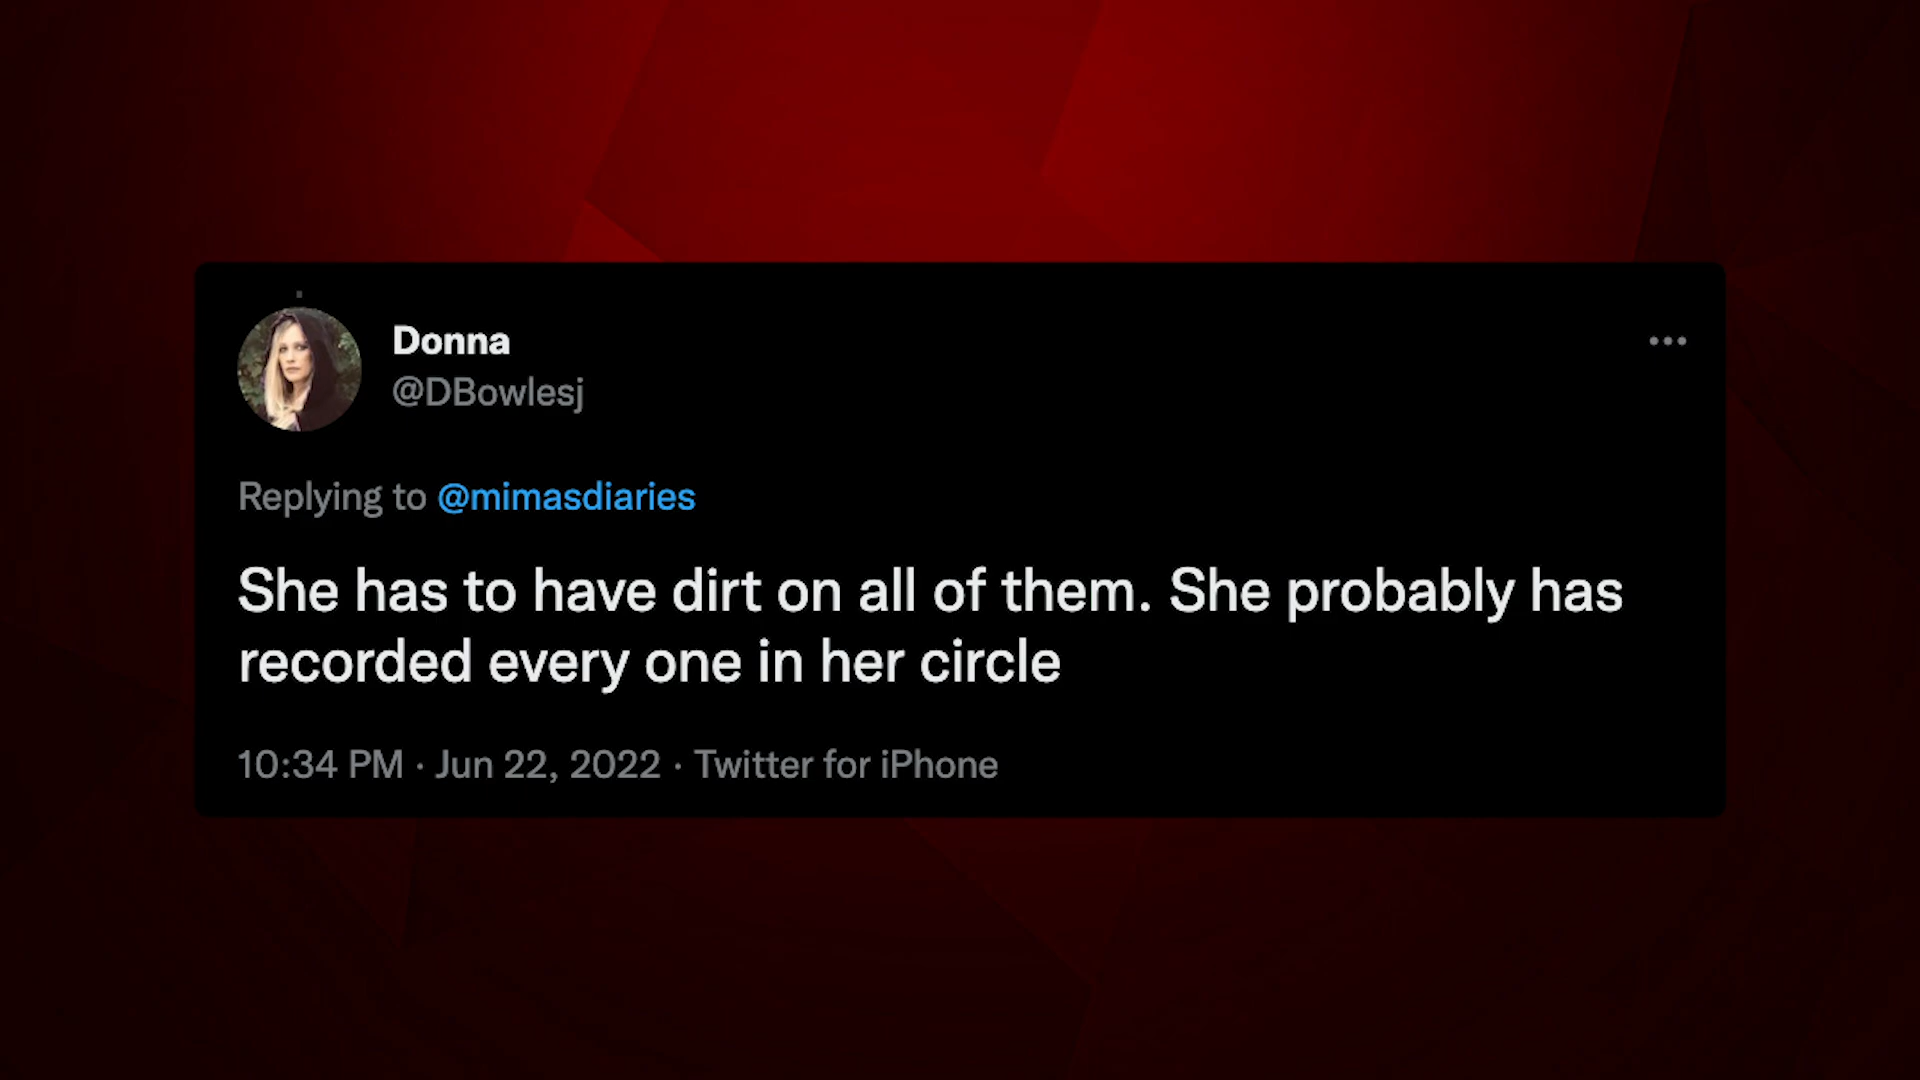 Donna
@DBowlesj
Replying to @mimasdiaries
She has to have dirt on all of them. She probably has
recorded every one in her circle
10:34 PM · Jun 22, 2022 · Twitter for iPhone